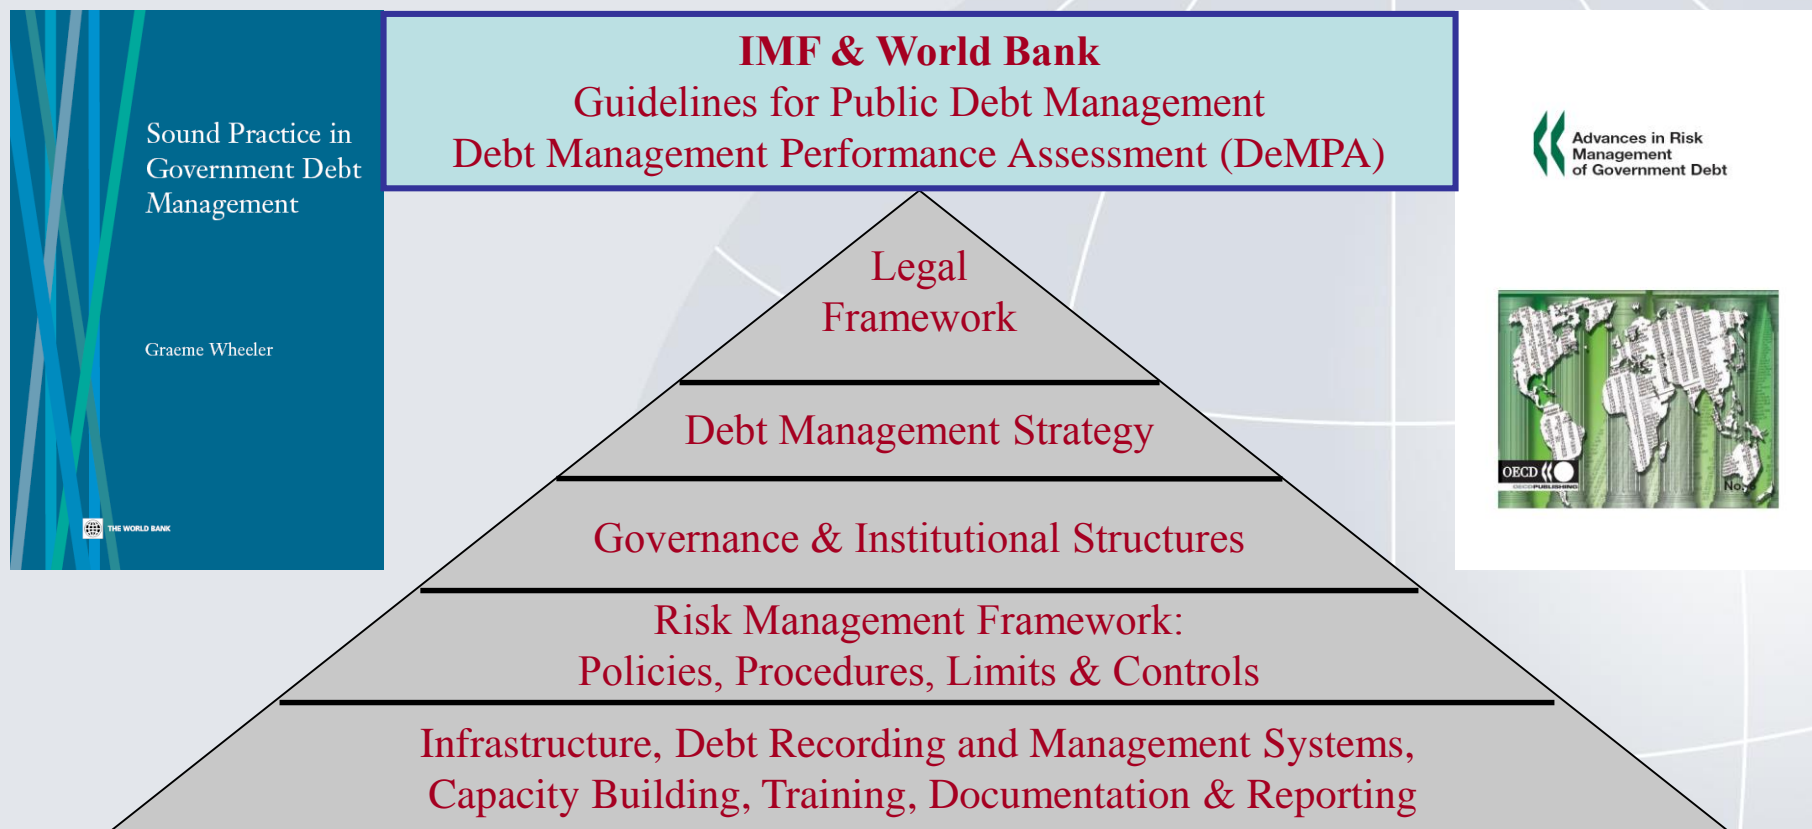 Sound Practice in
Government Debt
Management
Graeme Wheeler
THE WORLD BANK
IMF & World Bank
Guidelines for Public Debt Management
Debt Management Performance Assessment (DeMPA)
Advances in Risk
Management
of Government Debt
OECD
OECD PUBLISHING
Legal
Framework
Debt Management Strategy
Governance & Institutional Structures
Risk Management Framework:
Policies, Procedures, Limits & Controls
Infrastructure, Debt Recording and Management Systems,
Capacity Building, Training, Documentation & Reporting